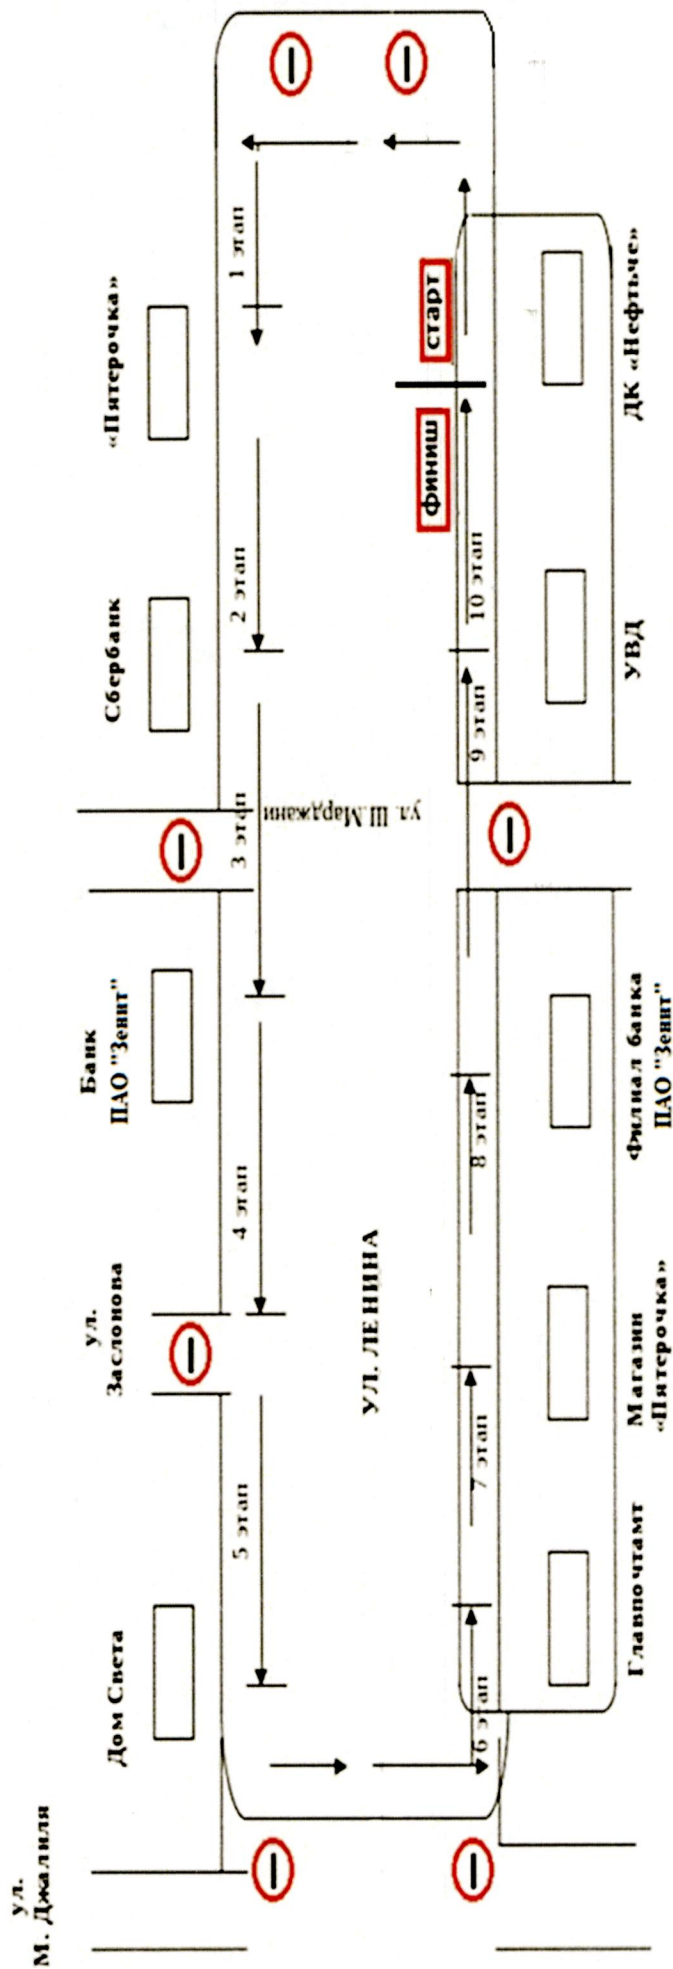 «Пятерочка»
Сбербанк
Банк
ПАО "Зенит"
ул.
Заслонова
Дом Света
ул.
М. Джалиля
1 этап
2 этап
3 этап
4 этап
5 этап
ул. Ш.Марджани
УЛ. ЛЕНИНА
старт
финиш
10 этап
9 этап
8 этап
7 этап
6 этап
ДК «Нефтьче»
УВД
Филиал банка
ПАО "Зенит"
Магазин
«Пятерочка»
Главпочтамт